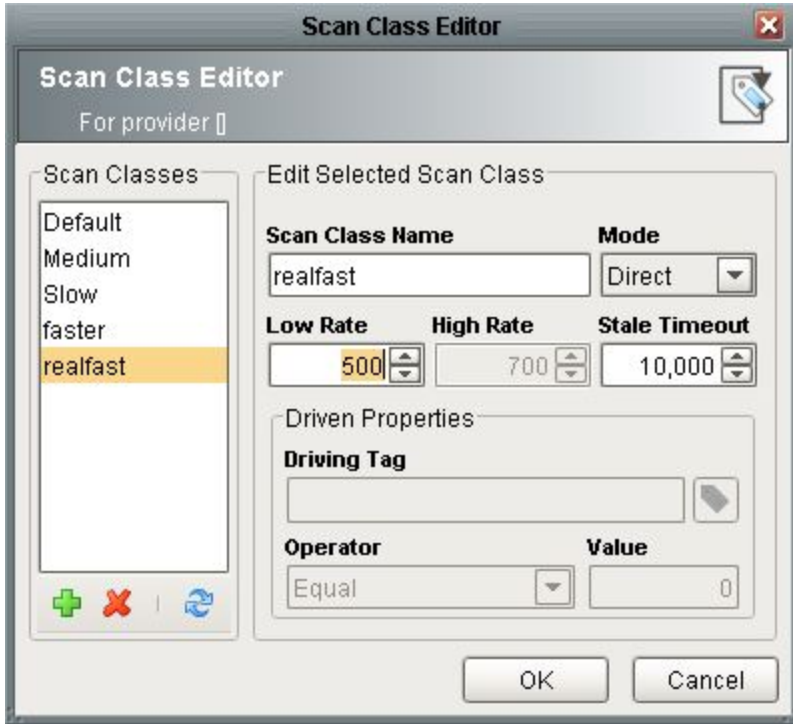 Scan Class Editor
Scan Class Editor
For provider []
Scan Classes
Default
Medium
Slow
faster
realfast
Edit Selected Scan Class
Scan Class Name Mode
realfast Direct
Low Rate High Rate Stale Timeout
500 700 10,000
Driven Properties
Driving Tag
Operator Value
Equal 0
OK Cancel